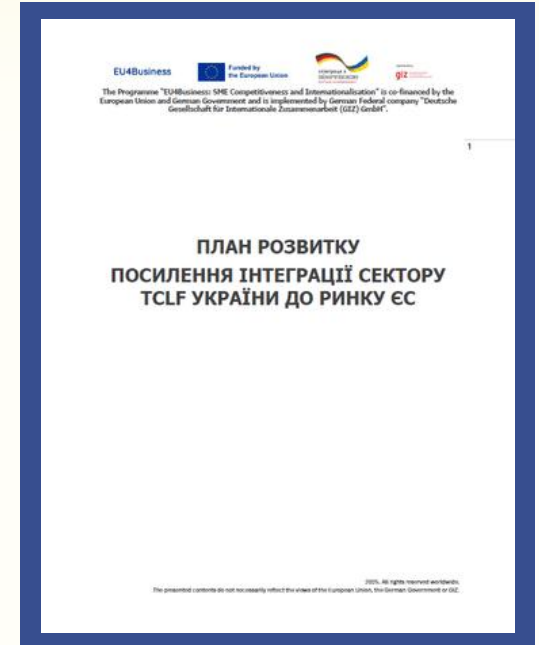 EU4Business
Funded by
the European Union
giz
The Programme "EU4Business: SME Competitiveness and Internationalisation" is co-financed by the
European Union and German Government and is implemented by German Federal company "Deutsche
Gesellschaft für Internationale Zusammenarbeit (GIZ) GmbH".
1
ПЛАН РОЗВИТКУ
ПОСИЛЕННЯ ІНТЕГРАЦІЇ СЕКТОРУ
TCLF УКРАЇНИ ДО РИНКУ ЄС
2025. All rights reserved worldwide.
The presented contents do not necessarily reflect the views of the European Union, the German Government or GIZ.